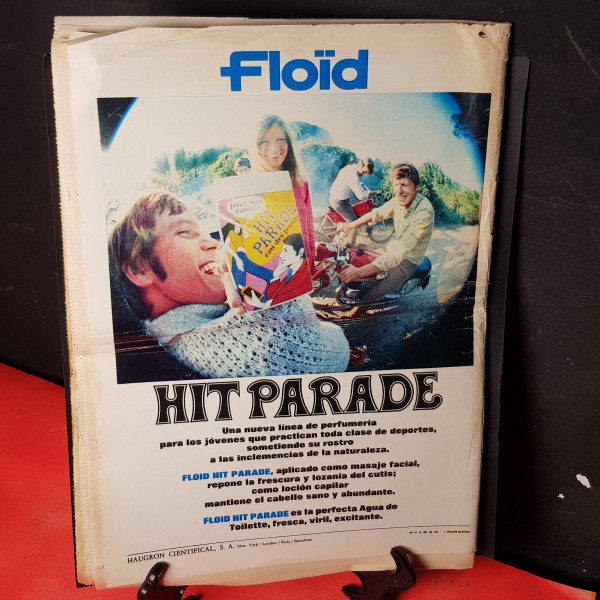 Floïd
HIT
PARADE
HIT PARADE
Una nueva línea de perfumería
para los jóvenes que practican toda clase de deportes,
sometiendo su rostro
a las inclemencias de la naturaleza.
FLOID HIT PARADE, aplicado como masaje facial,
repone la frescura y lozanía del cutis;
como loción capilar
mantiene el cabello sano y abundante.
FLOID HIT PARADE es la perfecta Agua de
Toilette, fresca, viril, excitante.
HAUGRON CIENTIFICAL, S. A. New York / London / Paris / Barcelona